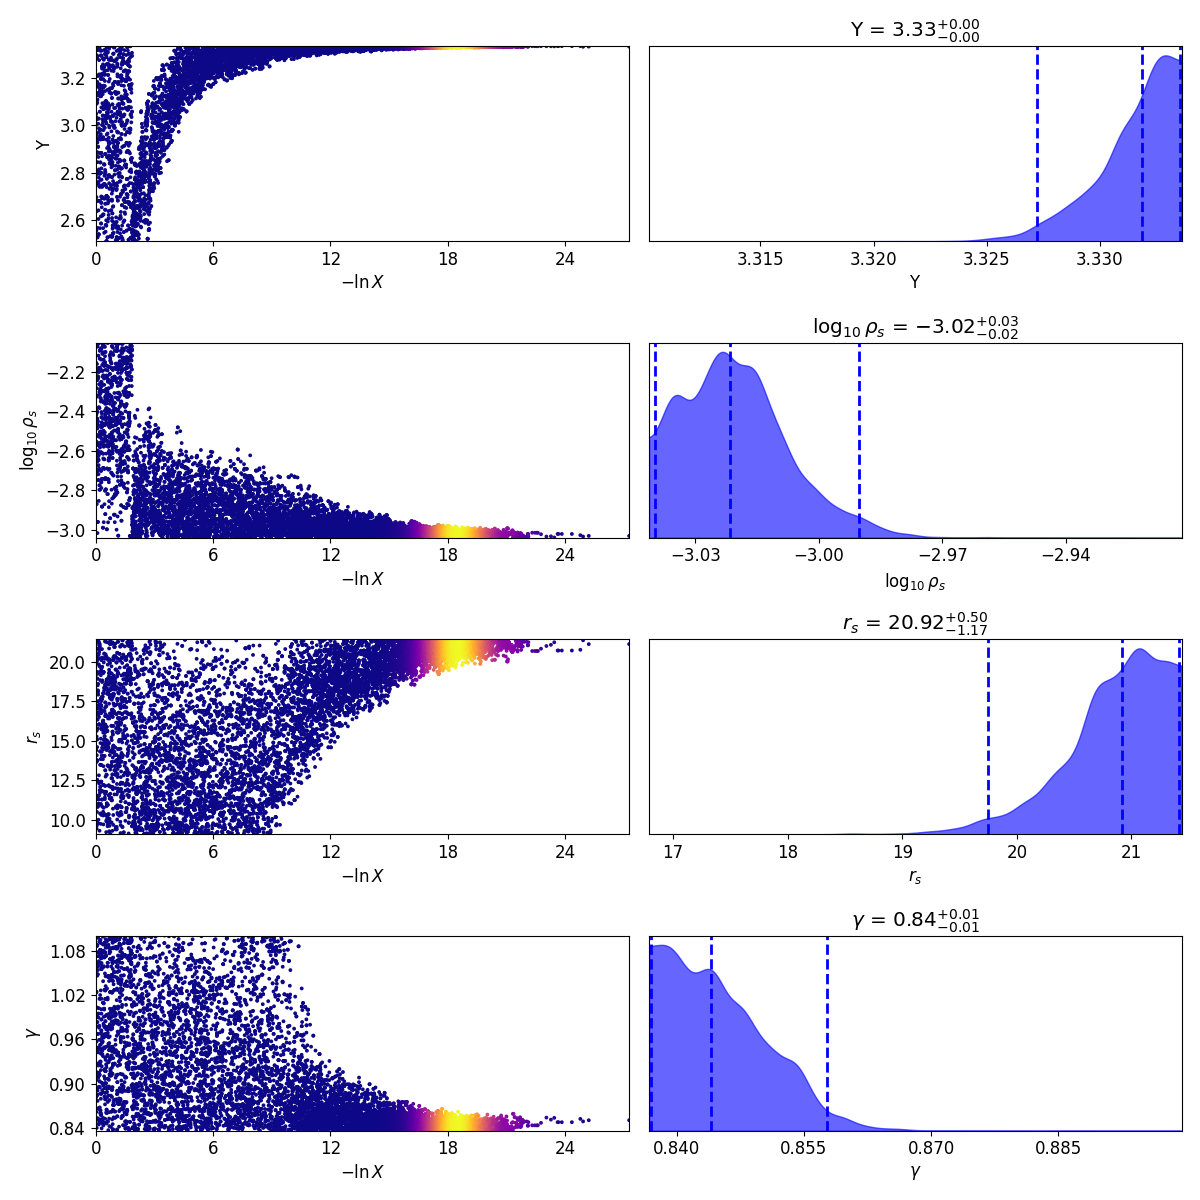 Y = 3.33+0.00 −0.00
3.2
3.0
2.8
2.6
Y
0 6 12 18 24
−ln X
3.315 3.320 3.325 3.330
Y
log10 ρs = −3.02+0.03 −0.02
−2.2
−2.4
−2.6
−2.8
−3.0
log10 ρs
0 6 12 18 24
−ln X
−3.03 −3.00 −2.97 −2.94
log10 ρs
rs = 20.92+0.50 −1.17
20.0
17.5
15.0
12.5
10.0
rs
0 6 12 18 24
−ln X
17 18 19 20 21
rs
γ = 0.84+0.01 −0.01
1.08
1.02
0.96
0.90
0.84
γ
0 6 12 18 24
−ln X
0.840 0.855 0.870 0.885
γ